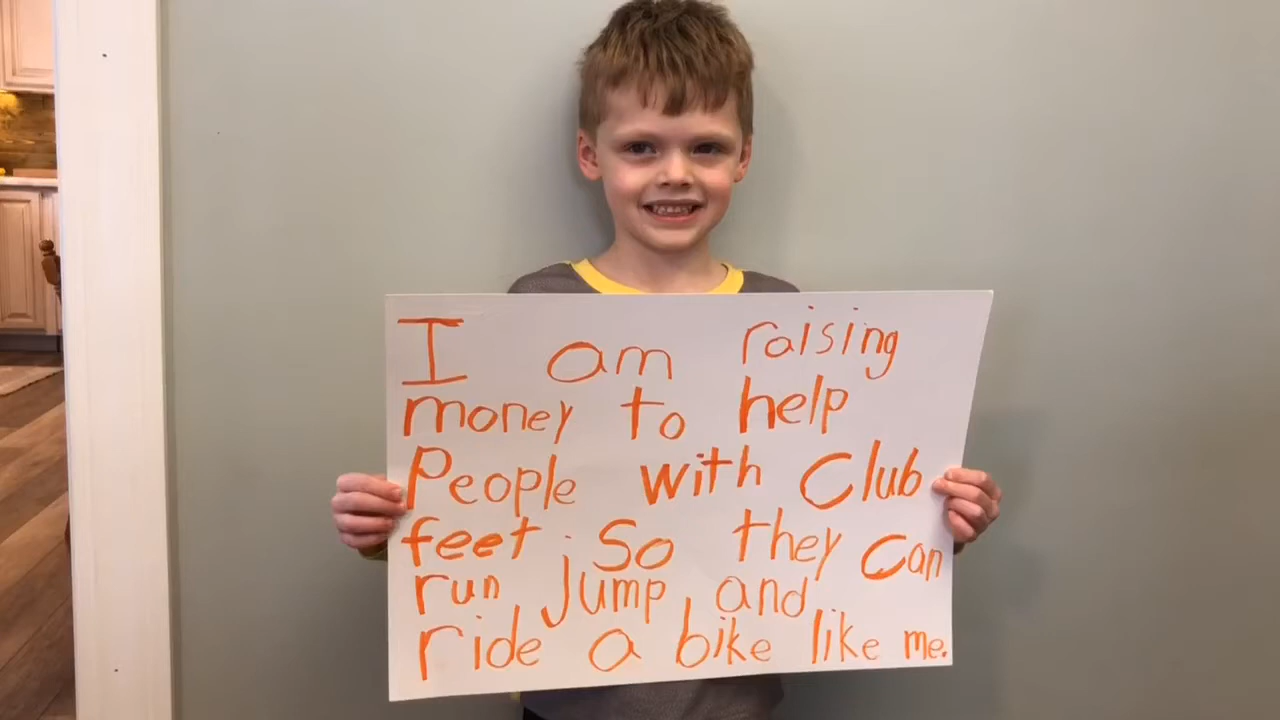 I am raising
money to help
People with Club
feet so they can
run jump and
ride a bike like me.